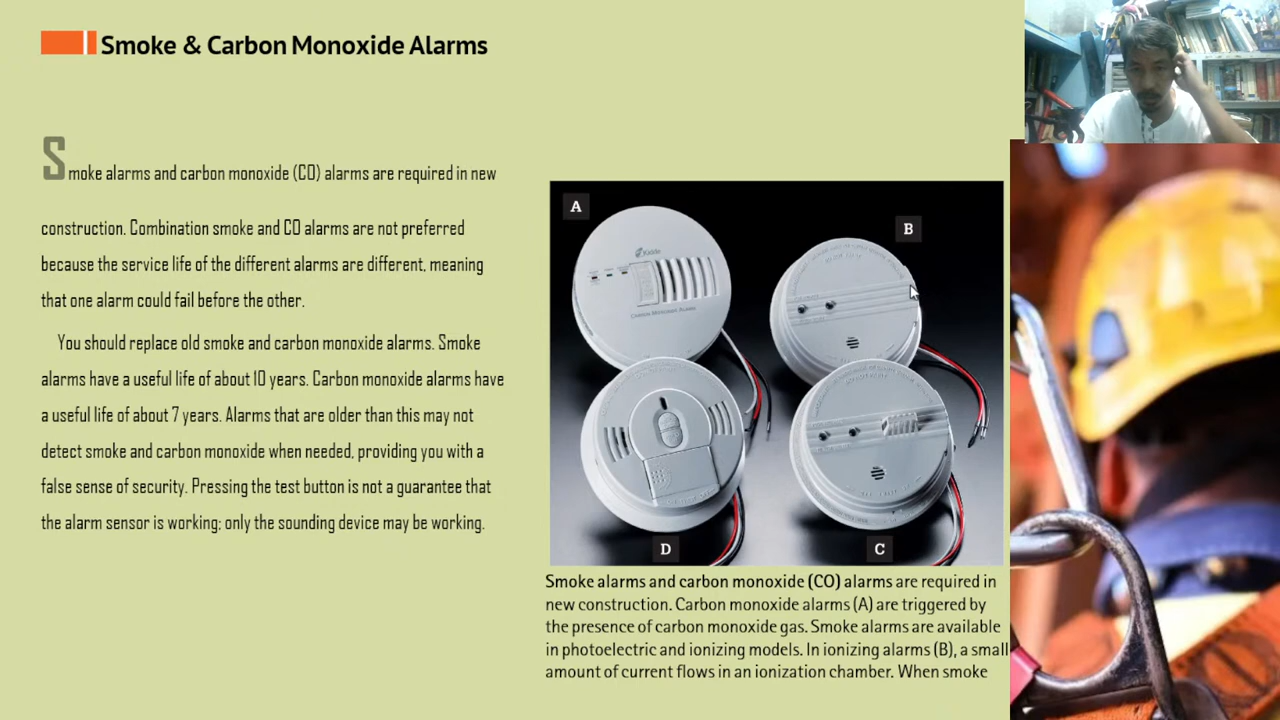 Smoke & Carbon Monoxide Alarms
Smoke alarms and carbon monoxide (CO) alarms are required in new
construction. Combination smoke and CO alarms are not preferred
because the service life of the different alarms are different, meaning
that one alarm could fail before the other.
You should replace old smoke and carbon monoxide alarms. Smoke
alarms have a useful life of about 10 years. Carbon monoxide alarms have
a useful life of about 7 years. Alarms that are older than this may not
detect smoke and carbon monoxide when needed, providing you with a
false sense of security. Pressing the test button is not a guarantee that
the alarm sensor is working; only the sounding device may be working.
A
B
Kidde
CARBON MONOXIDE ALARM
D
C
Smoke alarms and carbon monoxide (CO) alarms are required in
new construction. Carbon monoxide alarms (A) are triggered by
the presence of carbon monoxide gas. Smoke alarms are available
in photoelectric and ionizing models. In ionizing alarms (B), a small
amount of current flows in an ionization chamber. When smoke